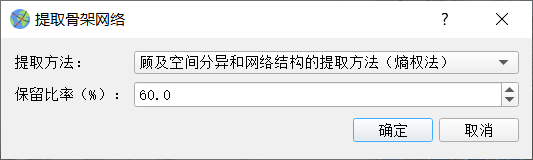 提取骨架网络
提取方法： 顾及空间分异和网络结构的提取方法（熵权法）
保留比率（%）： 60.0
确定 取消